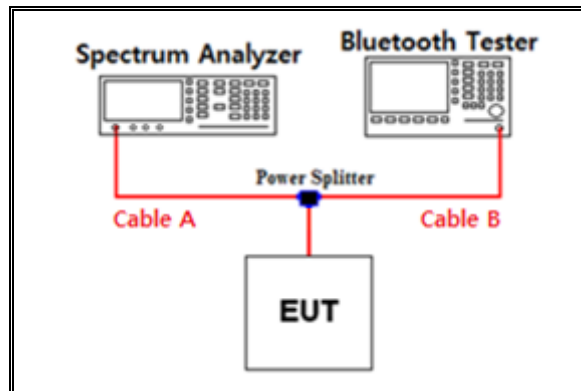 Spectrum Analyzer
Bluetooth Tester
Power Splitter
Cable A
Cable B
EUT